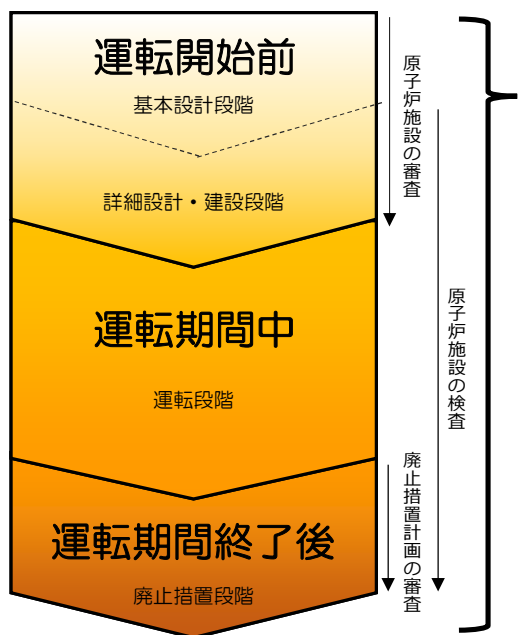 運転開始前
基本設計段階
詳細設計・建設段階
原子炉施設の審査
運転期間中
運転段階
原子炉施設の検査
運転期間終了後
廃止措置段階
廃止措置計画の審査